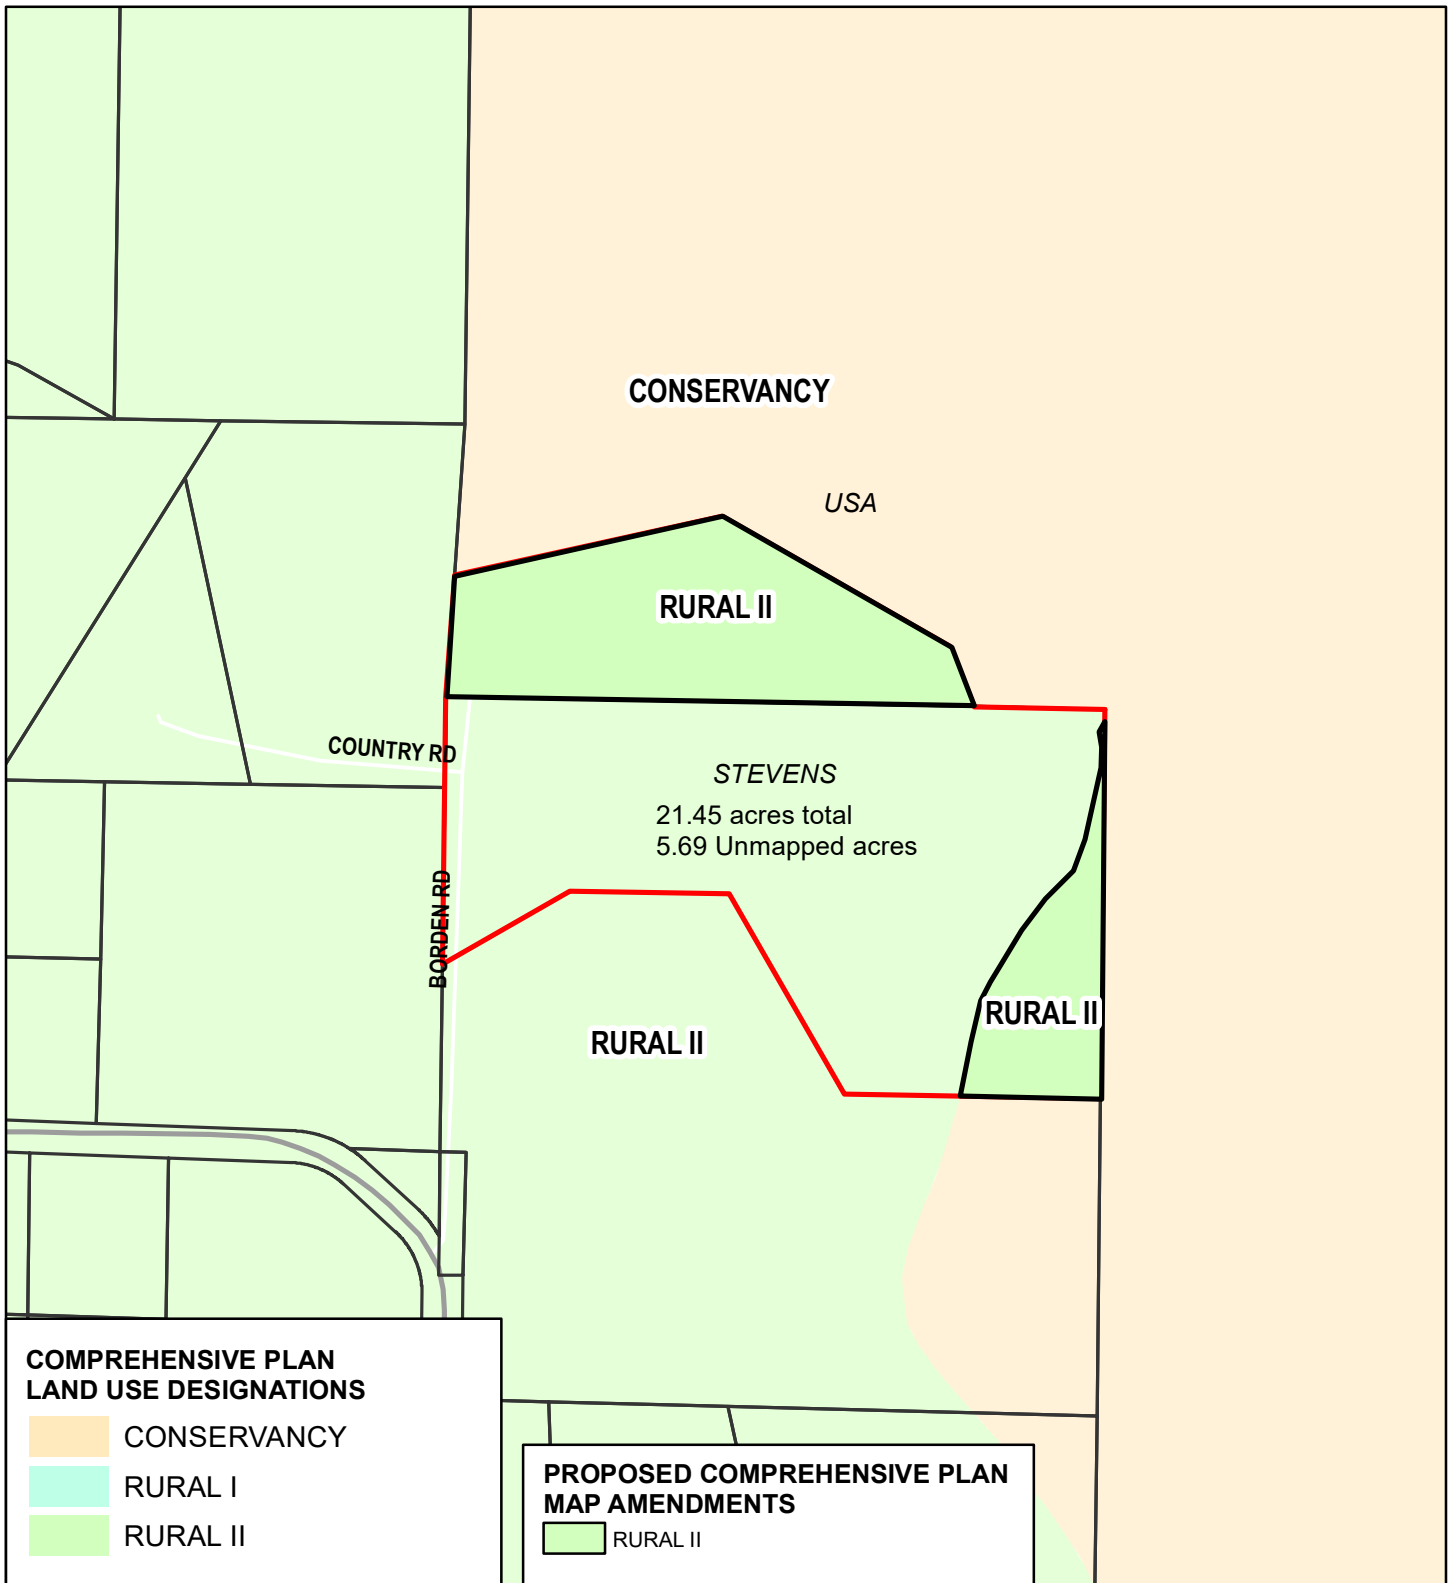 CONSERVANCY
USA
RURAL II
COUNTRY RD
STEVENS
21.45 acres total
5.69 Unmapped acres
BORDEN RD
RURAL II
RURAL II
COMPREHENSIVE PLAN
LAND USE DESIGNATIONS
CONSERVANCY
RURAL I
RURAL II
PROPOSED COMPREHENSIVE PLAN
MAP AMENDMENTS
RURAL II